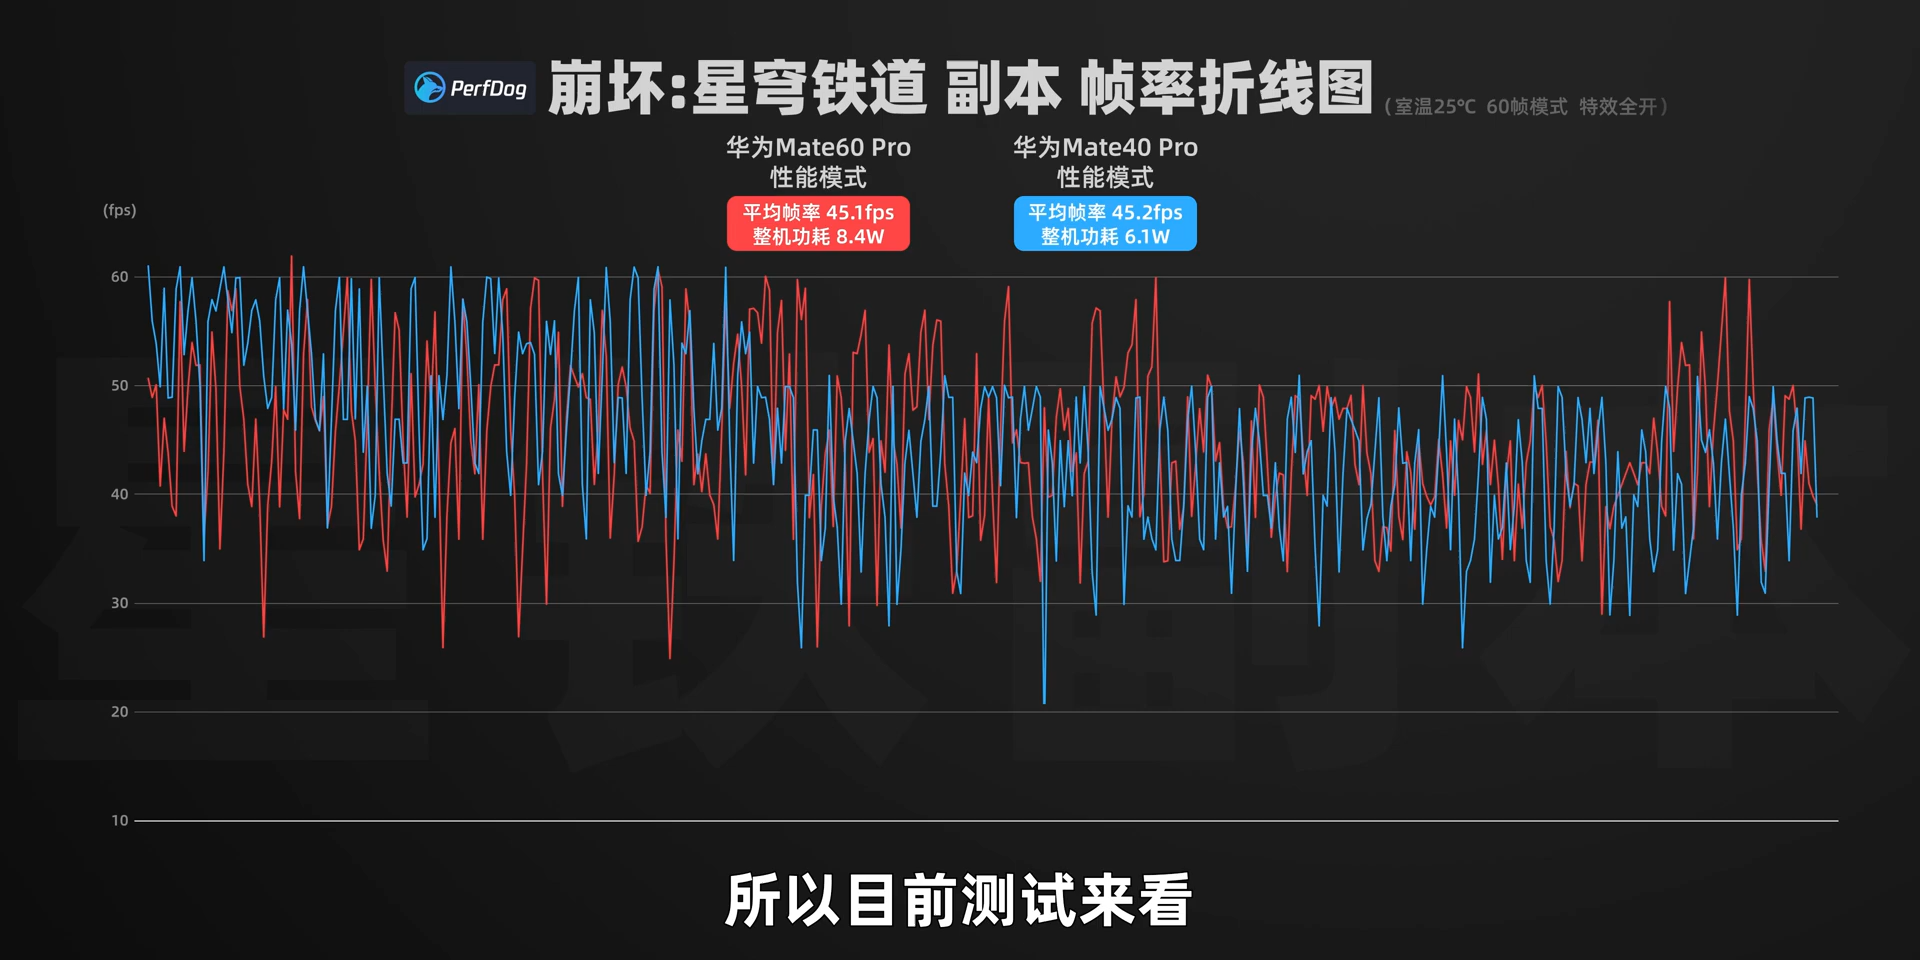 PerfDog 崩坏:星穹铁道 副本 帧率折线图 (室温25℃ 60帧模式 特效全开)
华为Mate60 Pro
性能模式
平均帧率 45.1fps
整机功耗 8.4W
华为Mate40 Pro
性能模式
平均帧率 45.2fps
整机功耗 6.1W
(fps)
60
50
40
30
20
10
星铁副本
所以目前测试来看